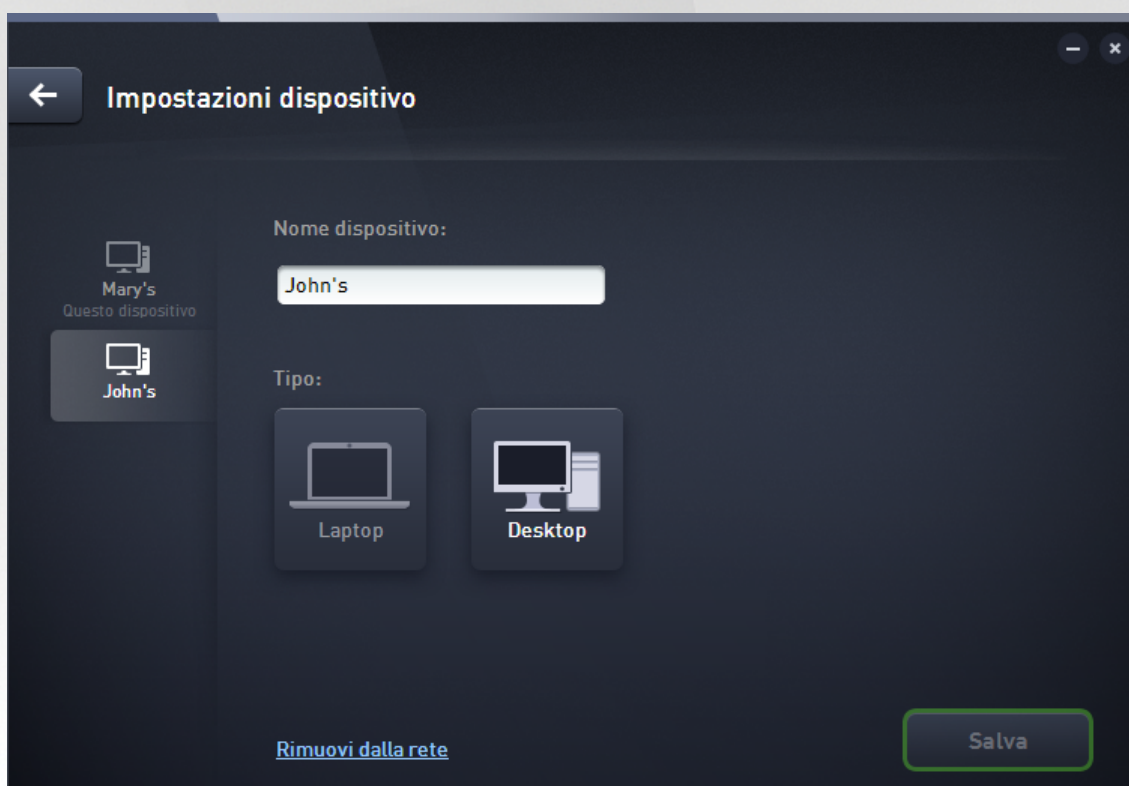 Impostazioni dispositivo
Mary's
Questo dispositivo
John's
Nome dispositivo:
John's
Tipo:
Laptop
Desktop
Rimuovi dalla rete
Salva